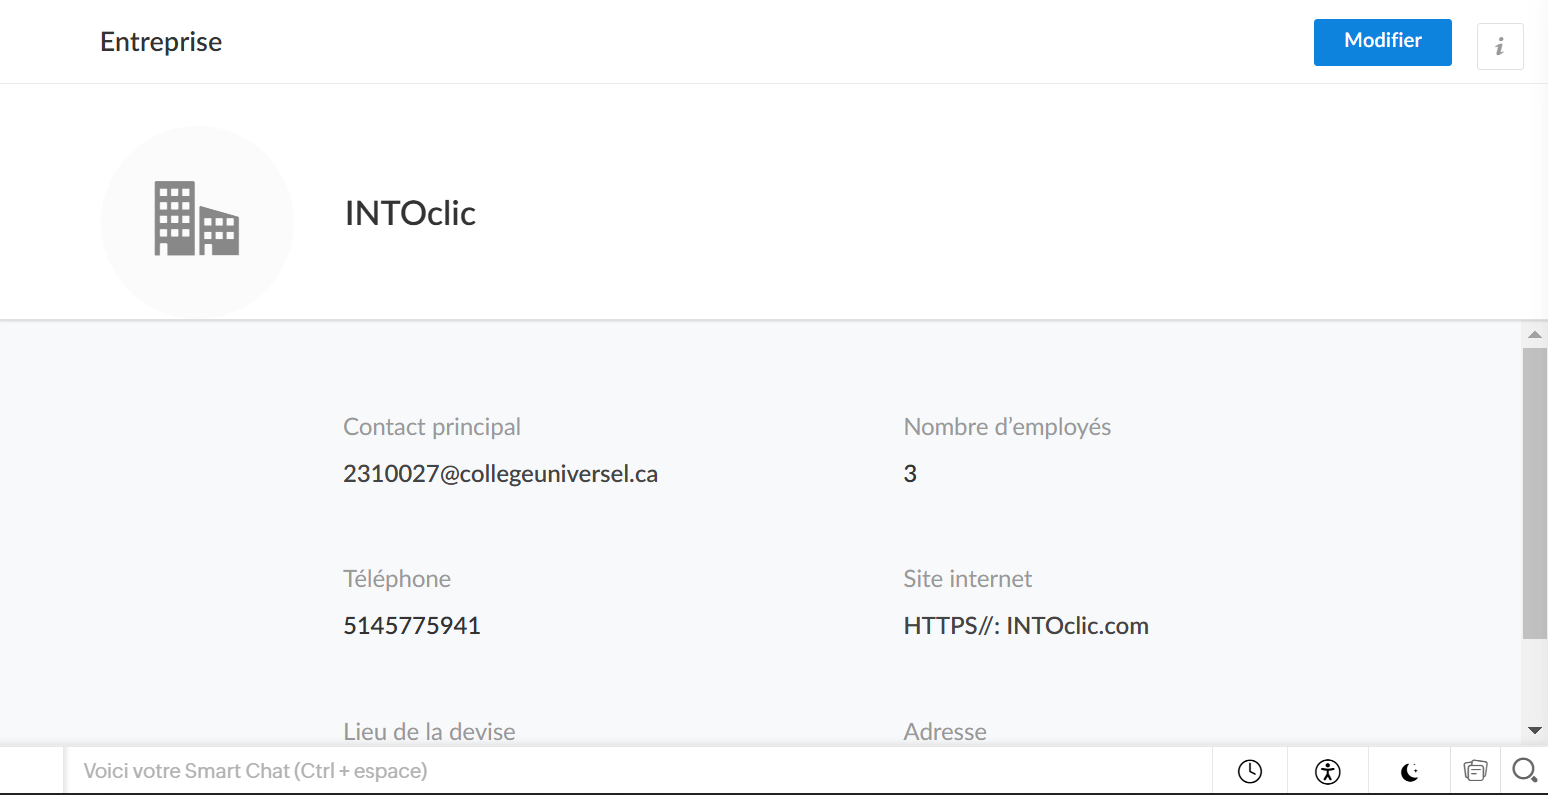 Entreprise
Modifier
i
INTOclic
Contact principal
Nombre d’employés
2310027@collegeuniversel.ca
3
Téléphone
Site internet
5145775941
HTTPS//: INTOclic.com
Lieu de la devise
Adresse
Voici votre Smart Chat (Ctrl + espace)